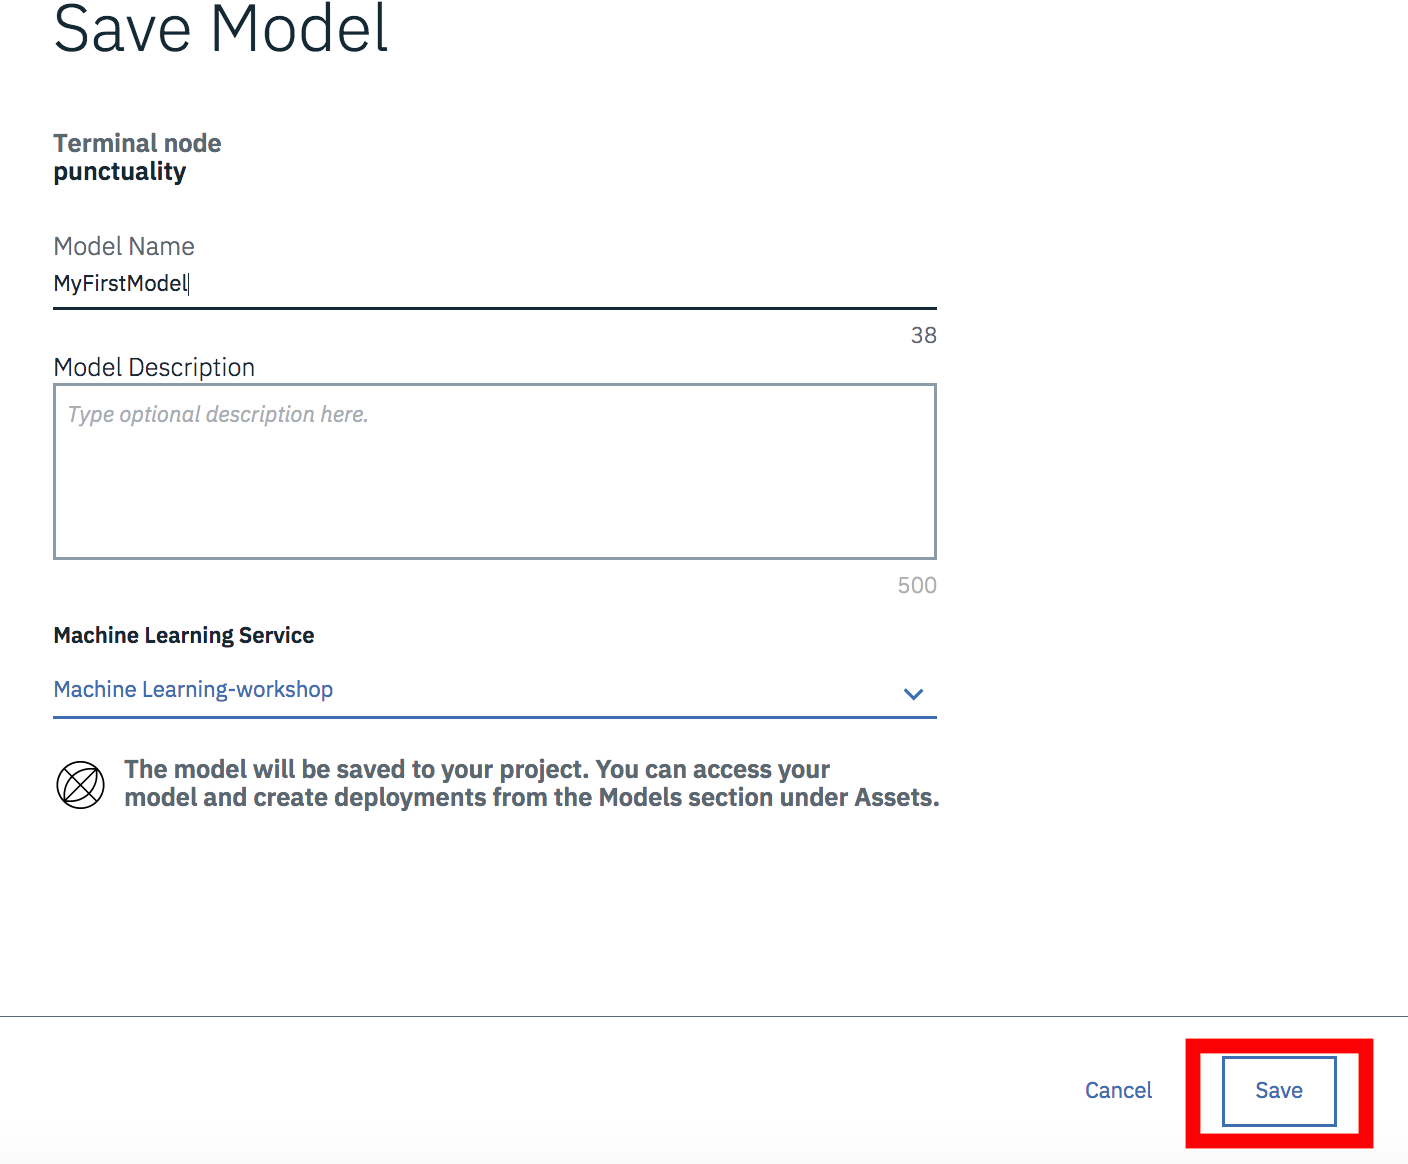 Save Model
Terminal node
punctuality
Model Name
MyFirstModel
38
Model Description
Type optional description here.
500
Machine Learning Service
Machine Learning-workshop
The model will be saved to your project. You can access your
model and create deployments from the Models section under Assets.
Cancel
Save